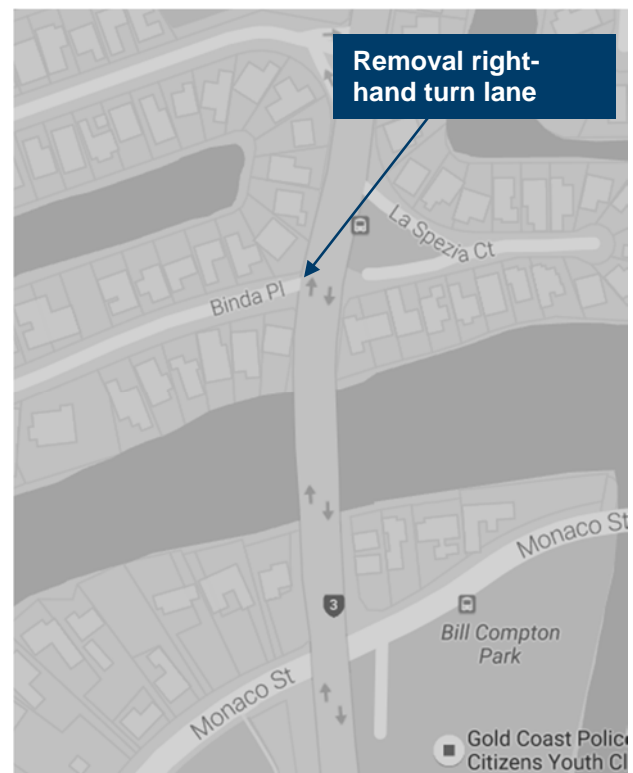 Removal right-
hand turn lane
La Spezia Ct
Binda Pl
Monaco St
3
Bill Compton
Park
Monaco St
Gold Coast Police
Citizens Youth Cl